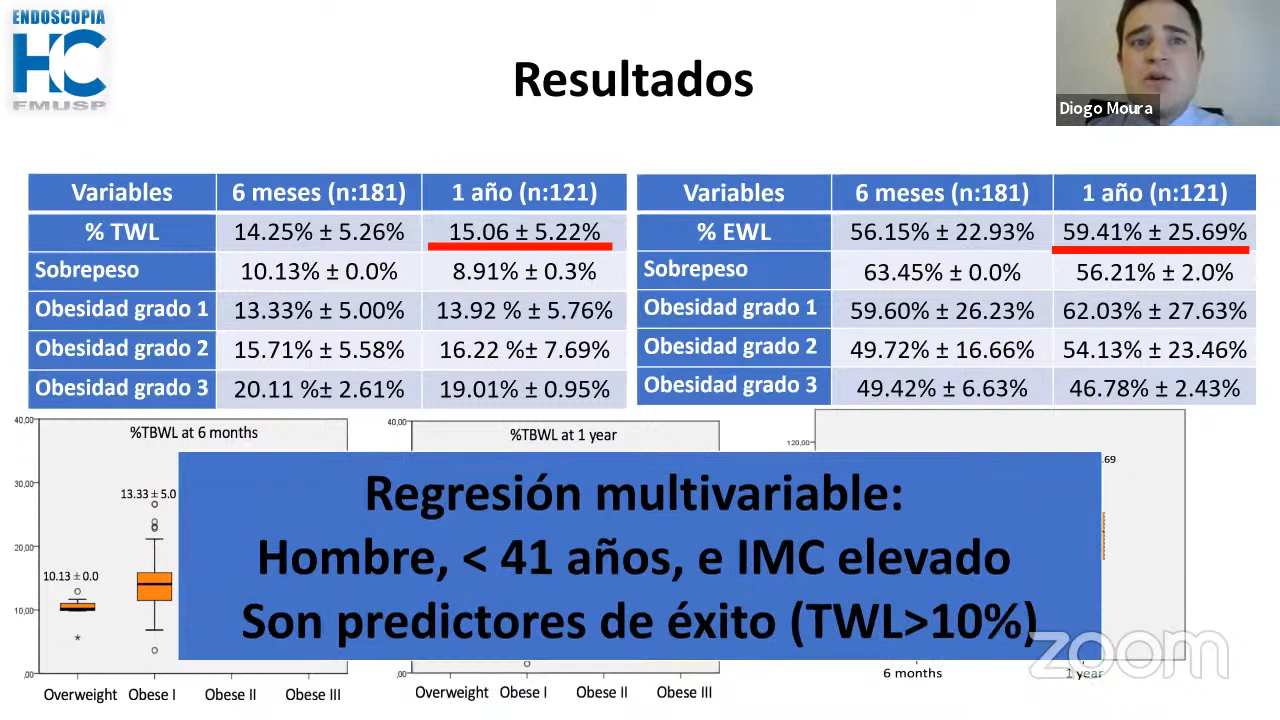 ENDOSCOPIA
HC
FMUSP
Resultados
Diogo Moura
Variables 6 meses (n:181) 1 año (n:121)
% TWL 14.25% ± 5.26% 15.06 ± 5.22%
Sobrepeso 10.13% ± 0.0% 8.91% ± 0.3%
Obesidad grado 1 13.33% ± 5.00% 13.92 % ± 5.76%
Obesidad grado 2 15.71% ± 5.58% 16.22 %± 7.69%
Obesidad grado 3 20.11 %± 2.61% 19.01% ± 0.95%
Variables 6 meses (n:181) 1 año (n:121)
% EWL 56.15% ± 22.93% 59.41% ± 25.69%
Sobrepeso 63.45% ± 0.0% 56.21% ± 2.0%
Obesidad grado 1 59.60% ± 26.23% 62.03% ± 27.63%
Obesidad grado 2 49.72% ± 16.66% 54.13% ± 23.46%
Obesidad grado 3 49.42% ± 6.63% 46.78% ± 2.43%
40,00
%TBWL at 6 months
30,00
13.33 ± 5.0
20,00
10.13 ± 0.0
10,00
,00
Overweight Obese I Obese II Obese III
40,00
%TBWL at 1 year
,00
Overweight Obese I Obese II Obese III
120,00
.69
6 months 1 year
Regresión multivariable:
Hombre, < 41 años, e IMC elevado
Son predictores de éxito (TWL>10%)
zoom